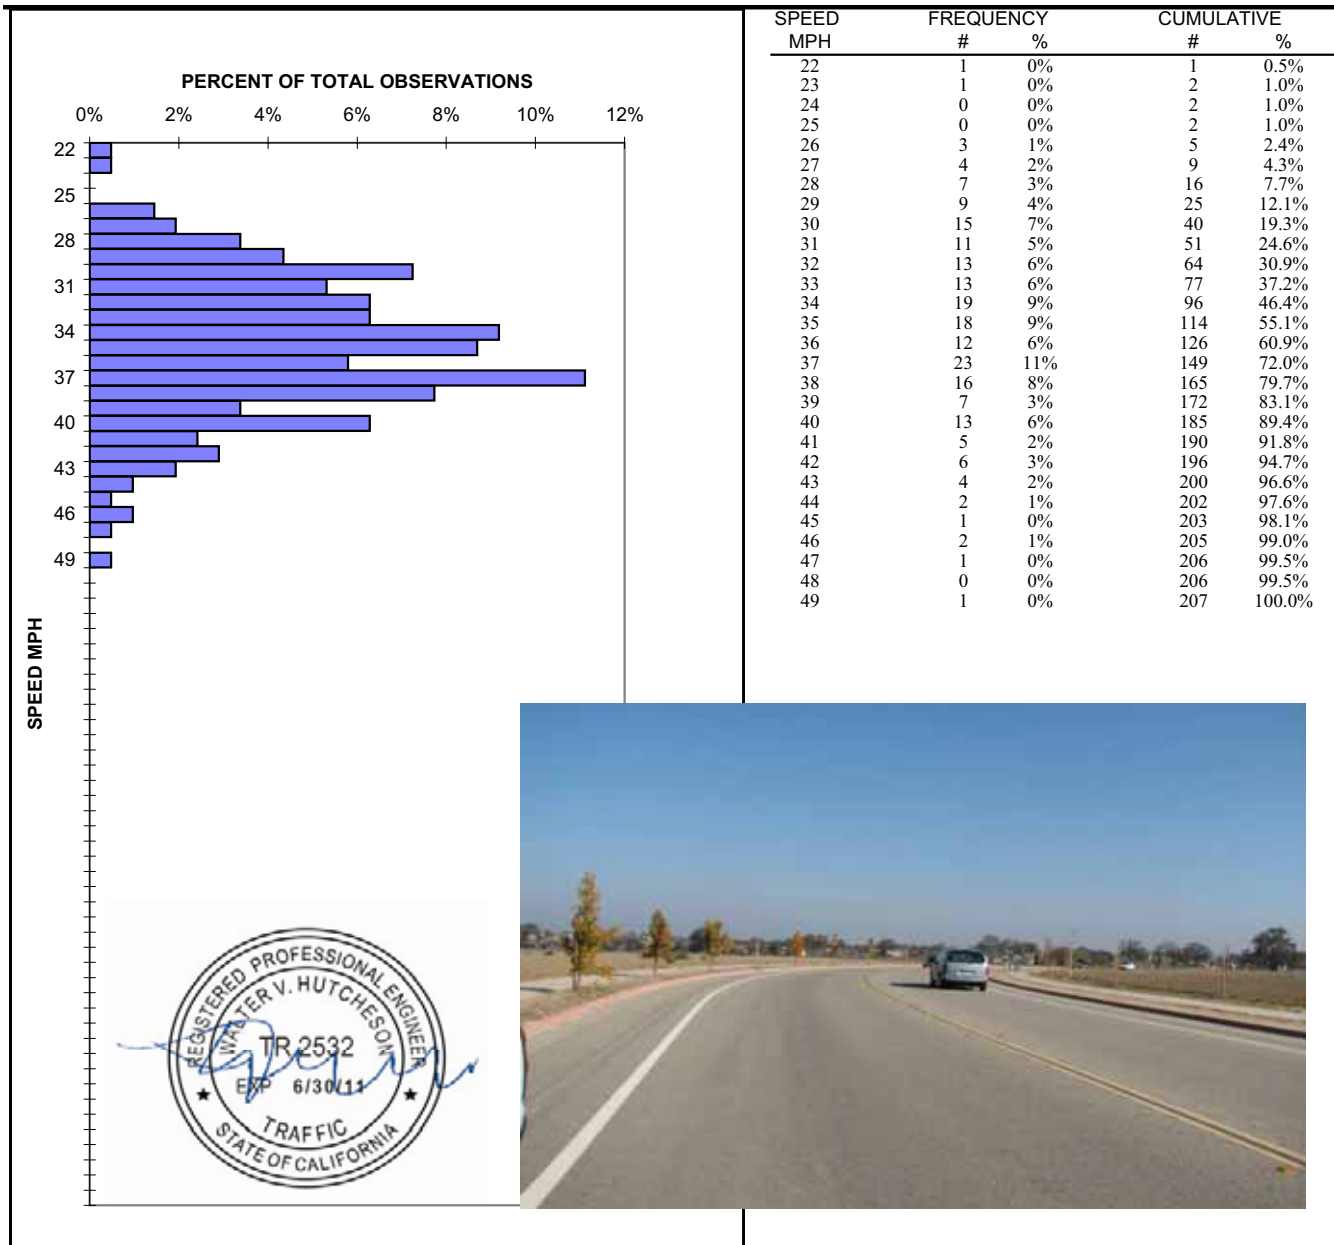 PERCENT OF TOTAL OBSERVATIONS
0% 2% 4% 6% 8% 10% 12%
22
25
28
31
34
37
40
43
46
49
SPEED MPH
REGISTERED PROFESSIONAL ENGINEER
WALTER V. HUTCHESON
TR 2532
EXP 6/30/11
TRAFFIC
STATE OF CALIFORNIA
SPEED FREQUENCY CUMULATIVE
MPH # % # %
22 1 0% 1 0.5%
23 1 0% 2 1.0%
24 0 0% 2 1.0%
25 0 0% 2 1.0%
26 3 1% 5 2.4%
27 4 2% 9 4.3%
28 7 3% 16 7.7%
29 9 4% 25 12.1%
30 15 7% 40 19.3%
31 11 5% 51 24.6%
32 13 6% 64 30.9%
33 13 6% 77 37.2%
34 19 9% 96 46.4%
35 18 9% 114 55.1%
36 12 6% 126 60.9%
37 23 11% 149 72.0%
38 16 8% 165 79.7%
39 7 3% 172 83.1%
40 13 6% 185 89.4%
41 5 2% 190 91.8%
42 6 3% 196 94.7%
43 4 2% 200 96.6%
44 2 1% 202 97.6%
45 1 0% 203 98.1%
46 2 1% 205 99.0%
47 1 0% 206 99.5%
48 0 0% 206 99.5%
49 1 0% 207 100.0%